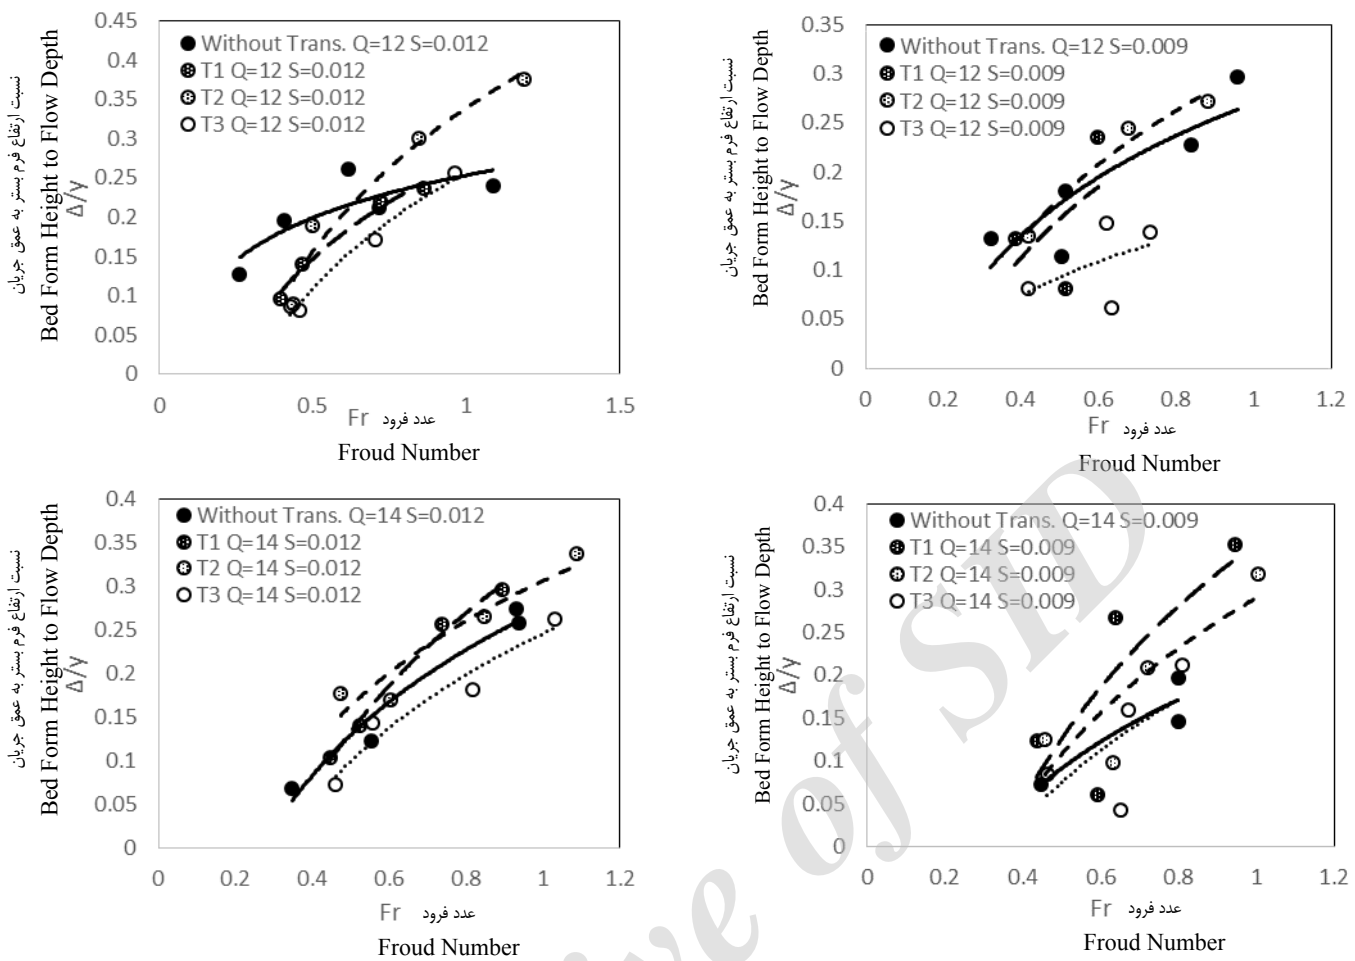 نسبت ارتفاع فرم بستر به عمق جریان
Bed Form Height to Flow Depth
Δ/y
0.45
0.4
0.35
0.3
0.25
0.2
0.15
0.1
0.05
0
Without Trans. Q=12 S=0.012
T1 Q=12 S=0.012
T2 Q=12 S=0.012
T3 Q=12 S=0.012
0 0.5 1 1.5
Fr عدد فرود
Froud Number
نسبت ارتفاع فرم بستر به عمق جریان
Bed Form Height to Flow Depth
Δ/y
0.35
0.3
0.25
0.2
0.15
0.1
0.05
0
Without Trans. Q=12 S=0.009
T1 Q=12 S=0.009
T2 Q=12 S=0.009
T3 Q=12 S=0.009
0 0.2 0.4 0.6 0.8 1 1.2
Fr عدد فرود
Froud Number
نسبت ارتفاع فرم بستر به عمق جریان
Bed Form Height to Flow Depth
Δ/y
0.4
0.35
0.3
0.25
0.2
0.15
0.1
0.05
0
Without Trans. Q=14 S=0.012
T1 Q=14 S=0.012
T2 Q=14 S=0.012
T3 Q=14 S=0.012
0 0.2 0.4 0.6 0.8 1 1.2
Fr عدد فرود
Froud Number
نسبت ارتفاع فرم بستر به عمق جریان
Bed Form Height to Flow Depth
Δ/y
0.4
0.35
0.3
0.25
0.2
0.15
0.1
0.05
0
Without Trans. Q=14 S=0.009
T1 Q=14 S=0.009
T2 Q=14 S=0.009
T3 Q=14 S=0.009
0 0.2 0.4 0.6 0.8 1 1.2
Fr عدد فرود
Froud Number
of SID